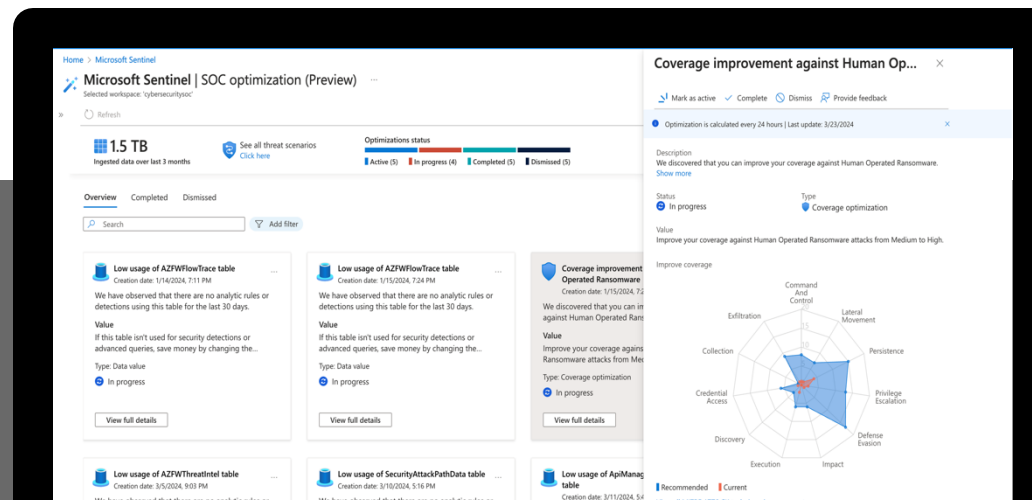 Home > Microsoft Sentinel
Microsoft Sentinel | SOC optimization (Preview) ...
Selected workspace: 'cybersecuritysoc'
» Refresh
1.5 TB
Ingested data over last 3 months
See all threat scenarios
Click here
Optimizations status
Active (5) In progress (4) Completed (5) Dismissed (5)
Overview Completed Dismissed
Search
Add filter
Low usage of AZFWFlowTrace table ...
Creation date: 1/14/2024, 7:11 PM
We have observed that there are no analytic rules or
detections using this table for the last 30 days.
Value
If this table isn't used for security detections or
advanced queries, save money by changing the...
Type: Data value
In progress
View full details
Low usage of AZFWFlowTrace table ...
Creation date: 1/15/2024, 7:24 PM
We have observed that there are no analytic rules or
detections using this table for the last 30 days.
Value
If this table isn't used for security detections or
advanced queries, save money by changing the...
Type: Data value
In progress
View full details
Coverage improvement
Operated Ransomware
Creation date: 1/15/2024, 7:2
We discovered that you can im
against Human Operated Rans
Value
Improve your coverage agains
Ransomware attacks from Med
Type: Coverage optimization
In progress
View full details
Low usage of AZFWThreatIntel table ...
Creation date: 3/5/2024, 9:03 PM
Low usage of SecurityAttackPathData table ...
Creation date: 3/10/2024, 5:16 PM
Low usage of ApiManag
table
Creation date: 3/11/2024, 5:4
Coverage improvement against Human Op... ×
Mark as active Complete Dismiss Provide feedback
Optimization is calculated every 24 hours | Last update: 3/23/2024 ×
Description
We discovered that you can improve your coverage against Human Operated Ransomware.
Show more
Status
In progress
Type
Coverage optimization
Value
Improve your coverage against Human Operated Ransomware attacks from Medium to High.
Improve coverage
Command
And
Control
Lateral
Movement
Persistence
Privilege
Escalation
Defense
Evasion
Impact
Execution
Discovery
Credential
Access
Collection
Exfiltration
15
10
Recommended Current